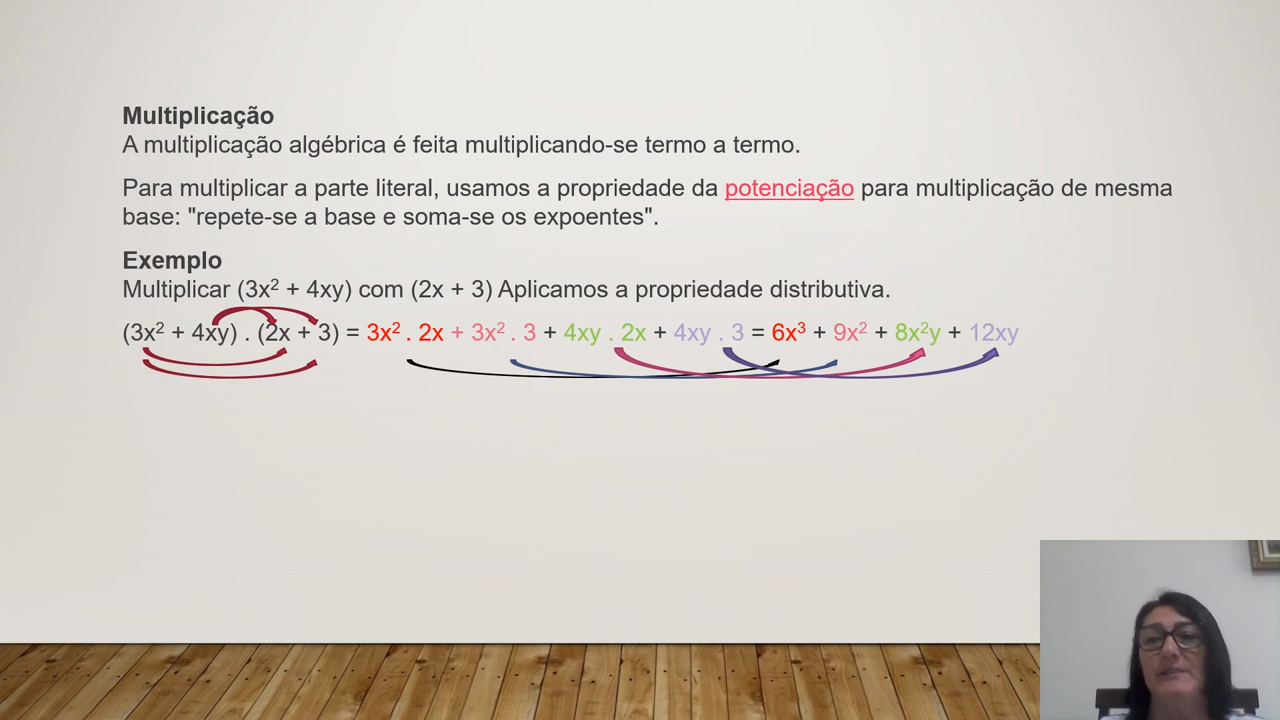 Multiplicação
A multiplicação algébrica é feita multiplicando-se termo a termo.
Para multiplicar a parte literal, usamos a propriedade da potenciação para multiplicação de mesma
base: "repete-se a base e soma-se os expoentes".
Exemplo
Multiplicar (3x² + 4xy) com (2x + 3) Aplicamos a propriedade distributiva.
(3x² + 4xy) . (2x + 3) = 3x² . 2x + 3x² . 3 + 4xy . 2x + 4xy . 3 = 6x³ + 9x² + 8x²y + 12xy